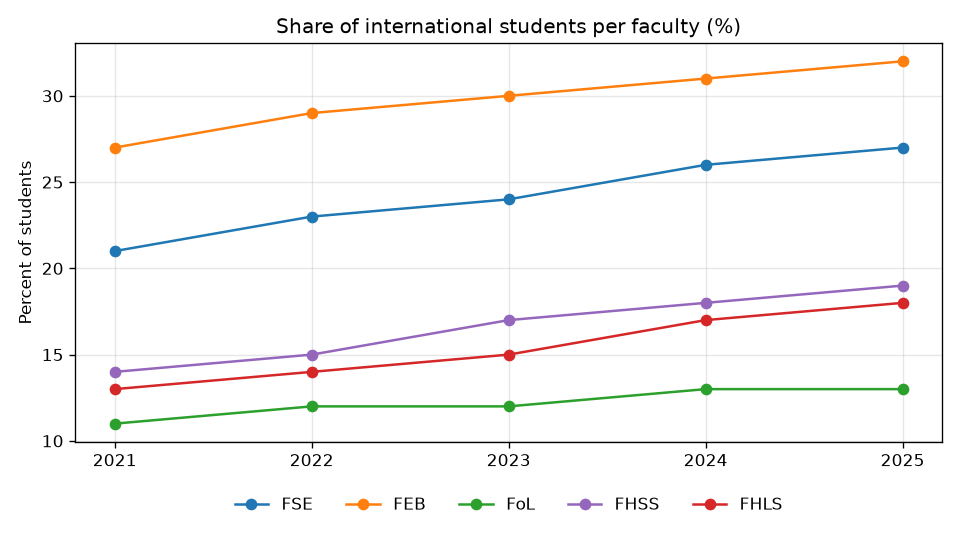 Share of international students per faculty (%)
Percent of students
30
25
20
15
10
2021 2022 2023 2024 2025
FSE FEB FoL FHSS FHLS